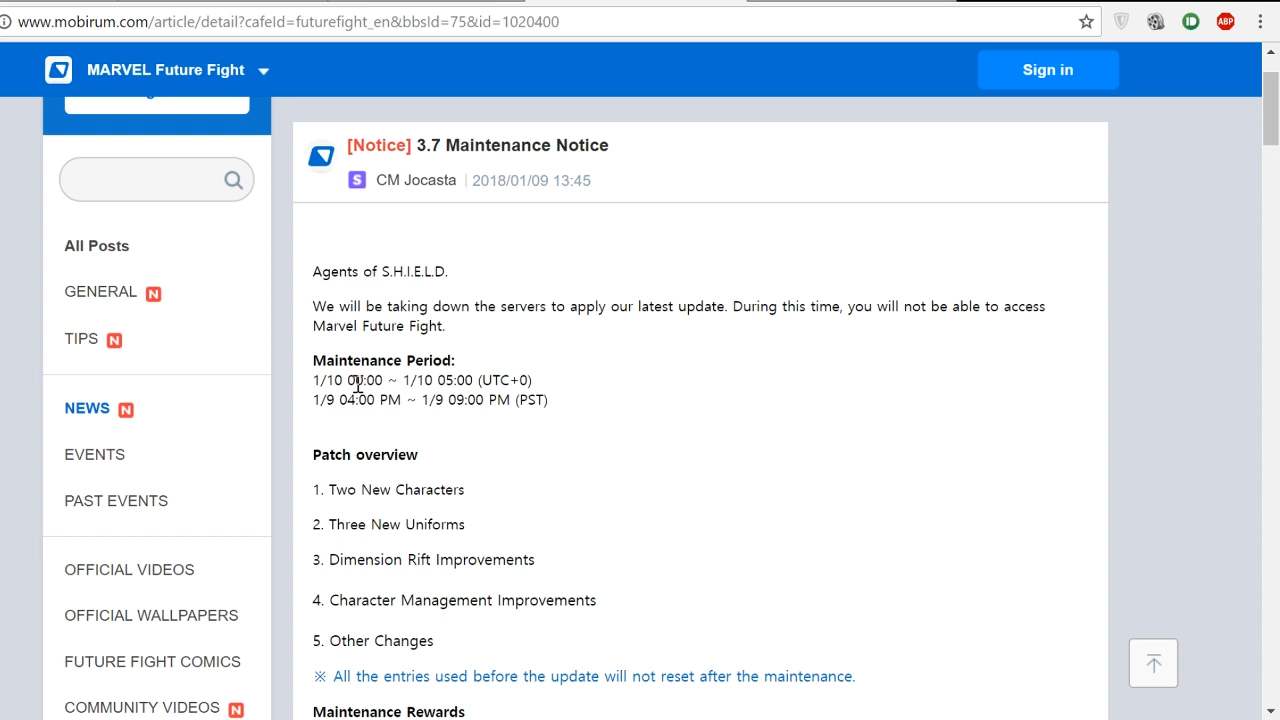 www.mobirum.com/article/detail?cafeId=futurefight_en&bbsId=75&id=1020400
ABP
MARVEL Future Fight
Sign in
[Notice] 3.7 Maintenance Notice
S CM Jocasta | 2018/01/09 13:45
All Posts
GENERAL N
TIPS N
NEWS N
EVENTS
PAST EVENTS
OFFICIAL VIDEOS
OFFICIAL WALLPAPERS
FUTURE FIGHT COMICS
COMMUNITY VIDEOS N
Agents of S.H.I.E.L.D.
We will be taking down the servers to apply our latest update. During this time, you will not be able to access
Marvel Future Fight.
Maintenance Period:
1/10 00:00 ~ 1/10 05:00 (UTC+0)
1/9 04:00 PM ~ 1/9 09:00 PM (PST)
Patch overview
1. Two New Characters
2. Three New Uniforms
3. Dimension Rift Improvements
4. Character Management Improvements
5. Other Changes
※ All the entries used before the update will not reset after the maintenance.
Maintenance Rewards